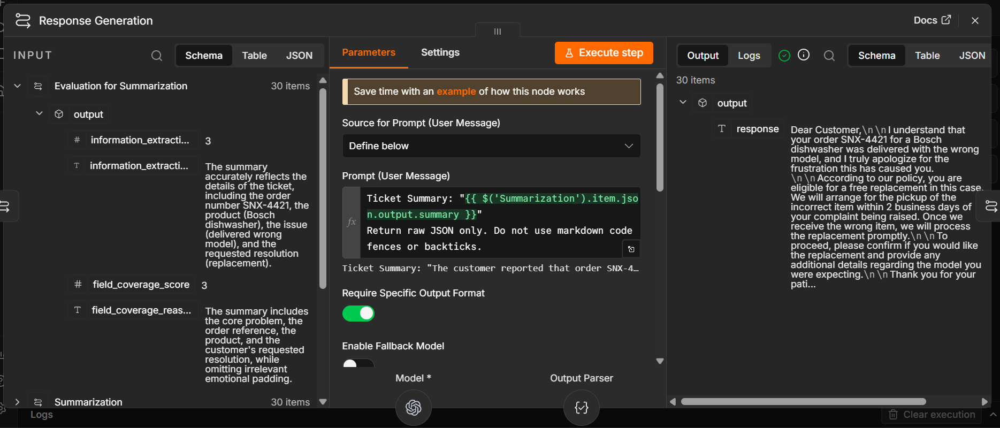 Response Generation
Docs
INPUT
Schema
Table
JSON
Evaluation for Summarization
30 items
output
information_extracti...
3
information_extracti...
The summary
accurately reflects the
details of the ticket,
including the order
number SNX-4421, the
product (Bosch
dishwasher), the issue
(delivered wrong
model), and the
requested resolution
(replacement).
field_coverage_score
3
field_coverage_reas...
The summary includes
the core problem, the
order reference, the
product, and the
customer's requested
resolution, while
omitting irrelevant
emotional padding.
Summarization
30 items
Parameters
Settings
Execute step
Save time with an example of how this node works
Source for Prompt (User Message)
Define below
Prompt (User Message)
fx
Ticket Summary: "{{ $('Summarization').item.jso
n.output.summary }}"
Return raw JSON only. Do not use markdown code
fences or backticks.
Ticket Summary: "The customer reported that order SNX-4…
Require Specific Output Format
Enable Fallback Model
Model *
Output Parser
Output
Logs
Schema
Table
JSON
30 items
output
T
response
Dear Customer,\n\nI understand that
your order SNX-4421 for a Bosch
dishwasher was delivered with the wrong
model, and I truly apologize for the
frustration this has caused you.
\n\nAccording to our policy, you are
eligible for a free replacement in this case.
We will arrange for the pickup of the
incorrect item within 2 business days of
your complaint being raised. Once we
receive the wrong item, we will process
the replacement promptly.\n\nTo
proceed, please confirm if you would like
the replacement and provide any
additional details regarding the model you
were expecting.\n\nThank you for your
pati...
Logs
Clear execution